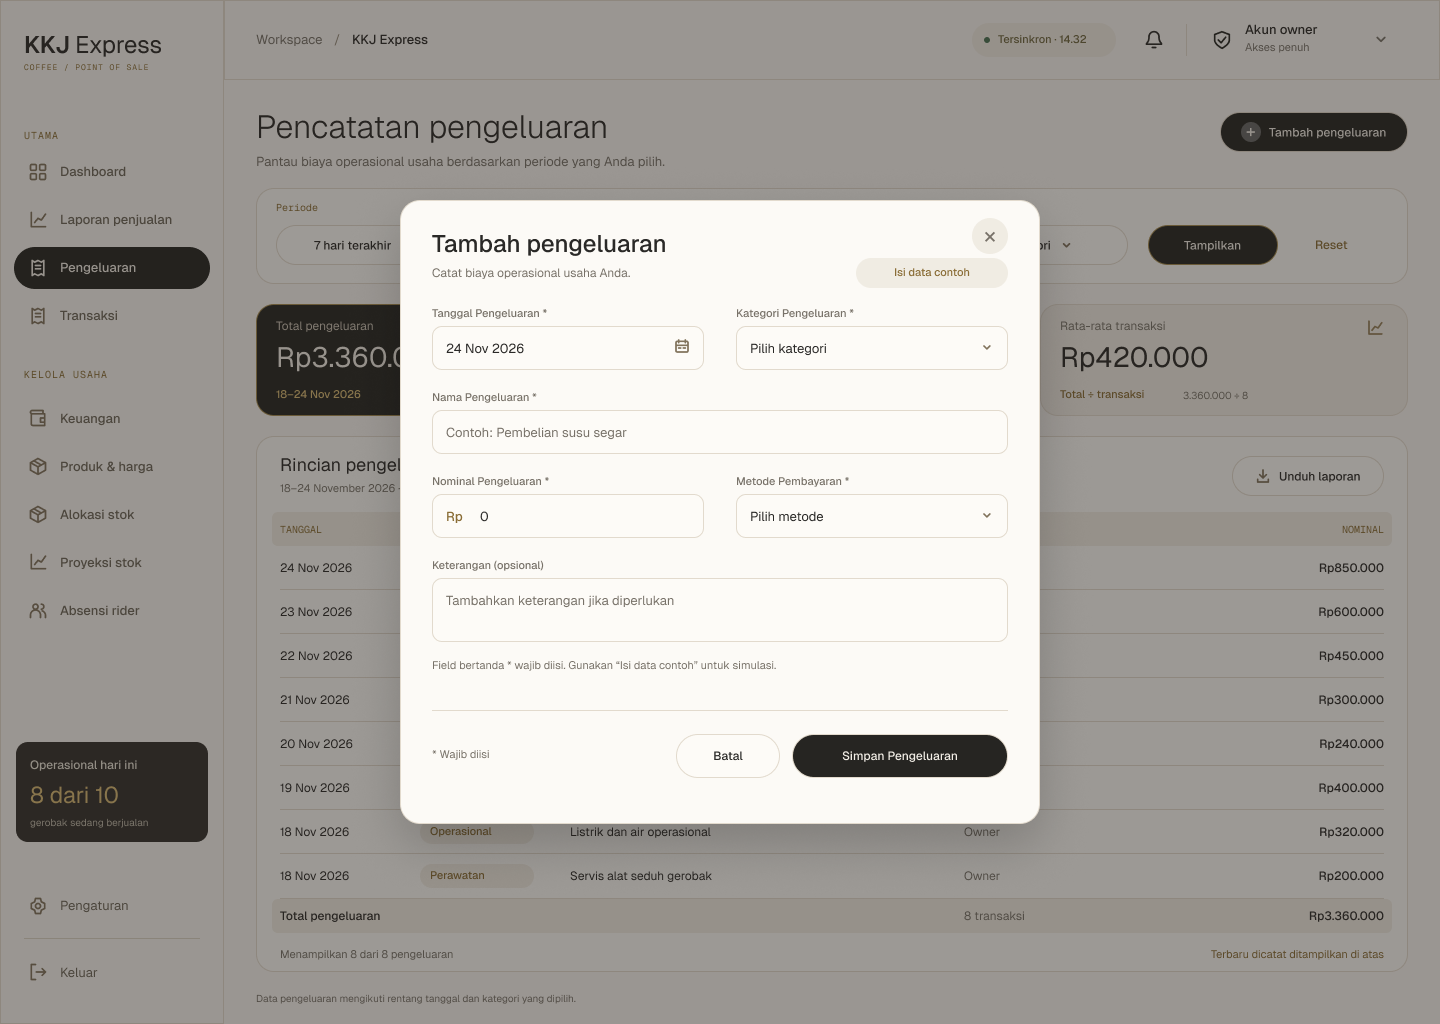 KKJ Express
COFFEE / POINT OF SALE
UTAMA
Dashboard
Laporan penjualan
Pengeluaran
Transaksi
KELOLA USAHA
Keuangan
Produk & harga
Alokasi stok
Proyeksi stok
Absensi rider
Operasional hari ini
8 dari 10
gerobak sedang berjualan
Pengaturan
Keluar
Workspace / KKJ Express
Tersinkron · 14.32
Akun owner
Akses penuh
Pencatatan pengeluaran
Pantau biaya operasional usaha berdasarkan periode yang Anda pilih.
Tambah pengeluaran
Periode
7 hari terakhir
ori
Tampilkan
Reset
Total pengeluaran
Rp3.360.0
18–24 Nov 2026
Rata-rata transaksi
Rp420.000
Total ÷ transaksi 3.360.000 ÷ 8
Tambah pengeluaran
Catat biaya operasional usaha Anda.
Isi data contoh
Tanggal Pengeluaran *
24 Nov 2026
Kategori Pengeluaran *
Pilih kategori
Nama Pengeluaran *
Contoh: Pembelian susu segar
Nominal Pengeluaran *
Rp 0
Metode Pembayaran *
Pilih metode
Keterangan (opsional)
Tambahkan keterangan jika diperlukan
Field bertanda * wajib diisi. Gunakan “Isi data contoh” untuk simulasi.
* Wajib diisi
Batal
Simpan Pengeluaran
Rincian pengel
18–24 November 2026
Unduh laporan
TANGGAL NOMINAL
24 Nov 2026 Rp850.000
23 Nov 2026 Rp600.000
22 Nov 2026 Rp450.000
21 Nov 2026 Rp300.000
20 Nov 2026 Rp240.000
19 Nov 2026 Rp400.000
18 Nov 2026 Operasional Listrik dan air operasional Owner Rp320.000
18 Nov 2026 Perawatan Servis alat seduh gerobak Owner Rp200.000
Total pengeluaran 8 transaksi Rp3.360.000
Menampilkan 8 dari 8 pengeluaran
Terbaru dicatat ditampilkan di atas
Data pengeluaran mengikuti rentang tanggal dan kategori yang dipilih.